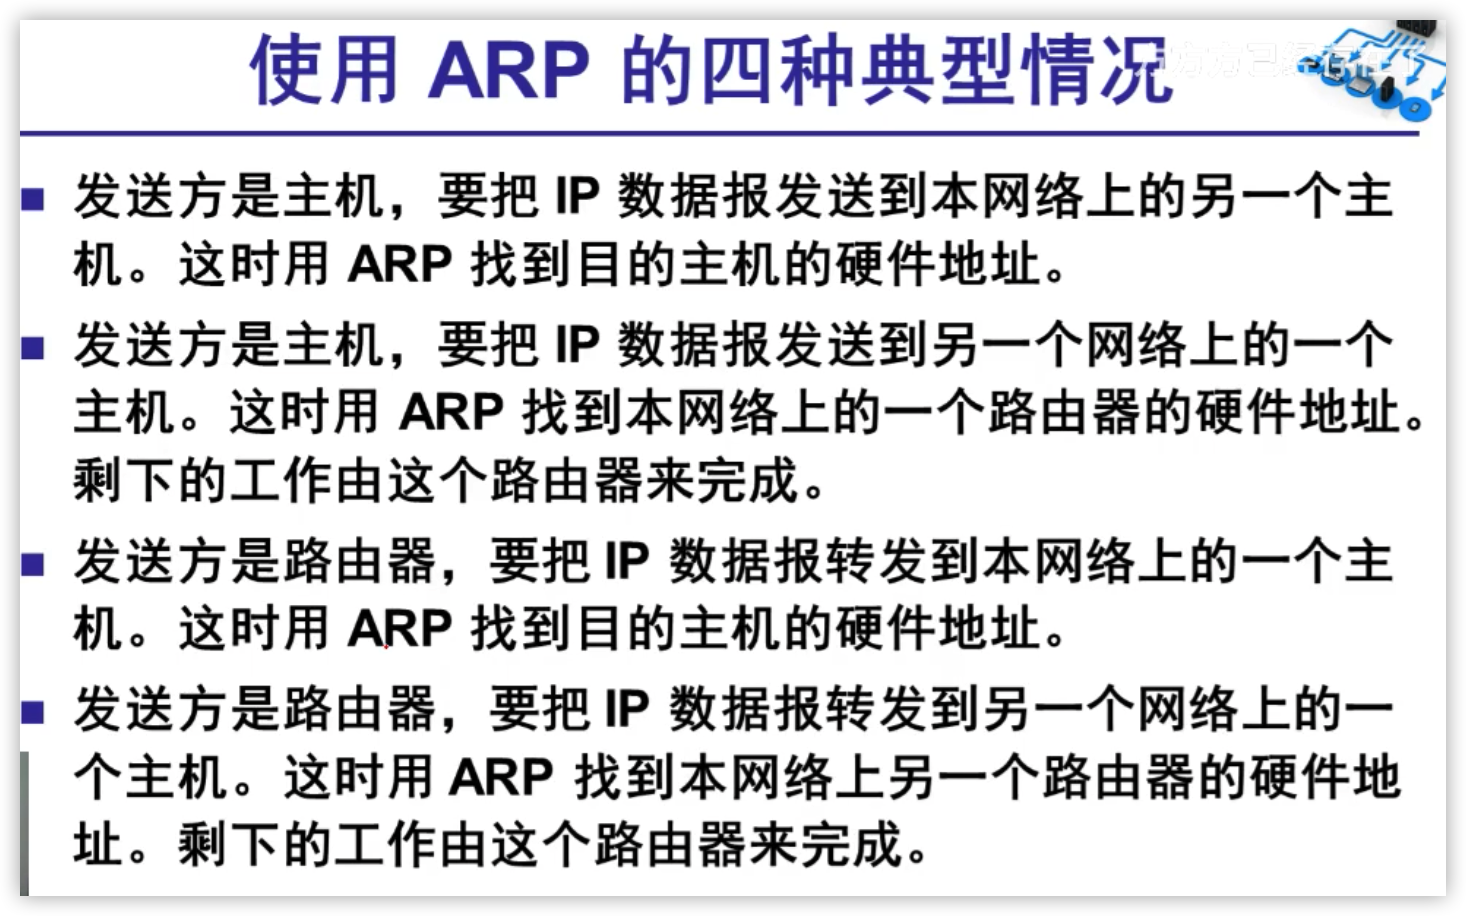 使用 ARP 的四种典型情况
发送方是主机，要把 IP 数据报发送到本网络上的另一个主
机。这时用 ARP 找到目的主机的硬件地址。
发送方是主机，要把 IP 数据报发送到另一个网络上的一个
主机。这时用 ARP 找到本网络上的一个路由器的硬件地址。
剩下的工作由这个路由器来完成。
发送方是路由器，要把 IP 数据报转发到本网络上的一个主
机。这时用 ARP 找到目的主机的硬件地址。
发送方是路由器，要把 IP 数据报转发到另一个网络上的一
个主机。这时用 ARP 找到本网络上另一个路由器的硬件地
址。剩下的工作由这个路由器来完成。